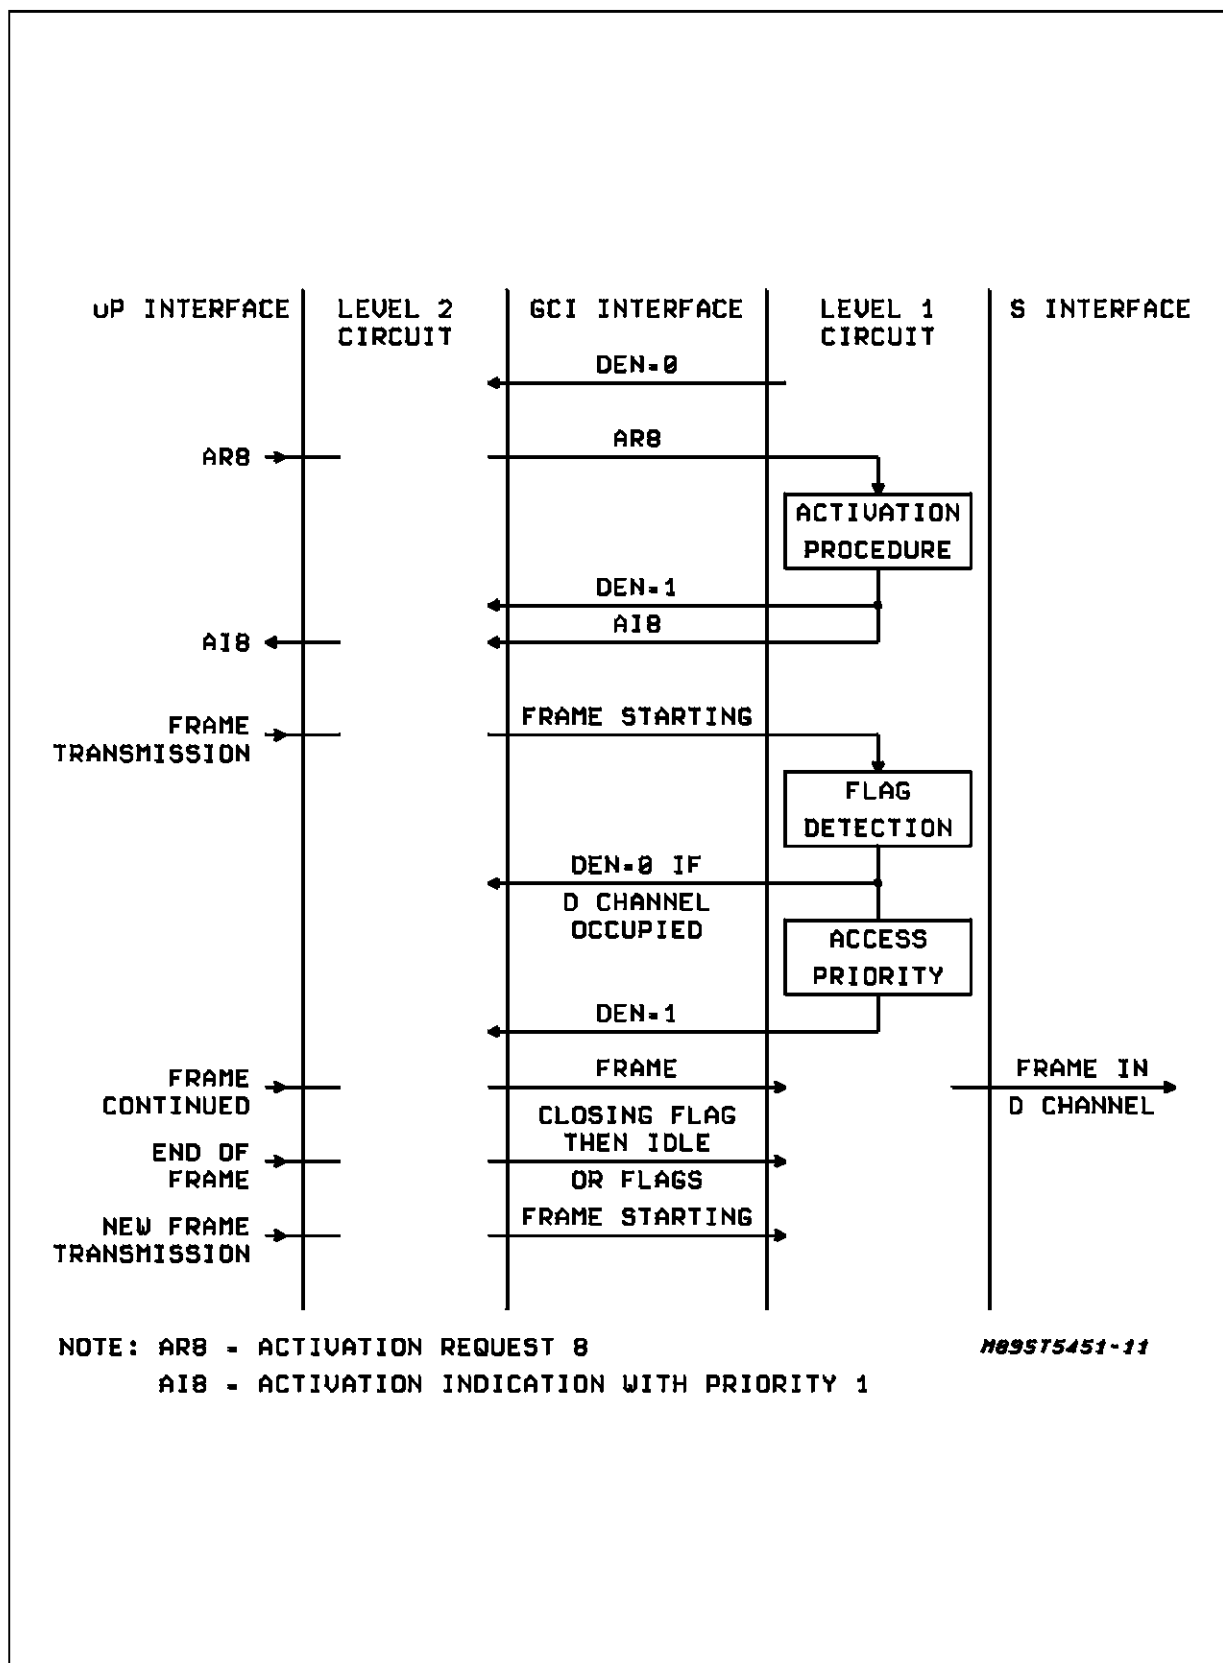 uP INTERFACE
LEVEL 2
CIRCUIT
GCI INTERFACE
LEVEL 1
CIRCUIT
S INTERFACE
DEN=0
AR8
AR8
ACTIVATION
PROCEDURE
DEN=1
AI8
AI8
FRAME
TRANSMISSION
FRAME STARTING
FLAG
DETECTION
DEN=0 IF
D CHANNEL
OCCUPIED
ACCESS
PRIORITY
DEN=1
FRAME
CONTINUED
FRAME
FRAME IN
D CHANNEL
END OF
FRAME
CLOSING FLAG
THEN IDLE
OR FLAGS
NEW FRAME
TRANSMISSION
FRAME STARTING
NOTE: AR8 = ACTIVATION REQUEST 8
AI8 = ACTIVATION INDICATION WITH PRIORITY 1
M89ST5451-11